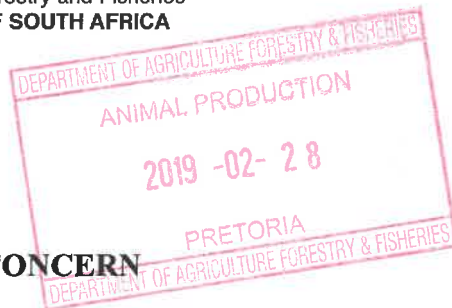 estry and Fisheries
F SOUTH AFRICA
DEPARTMENT OF AGRICULTURE FORESTRY & FISHERIES
ANIMAL PRODUCTION
2019 -02- 28
PRETORIA
ONCERN
DEPARTMENT OF AGRICULTURE FORESTRY & FISHERIES